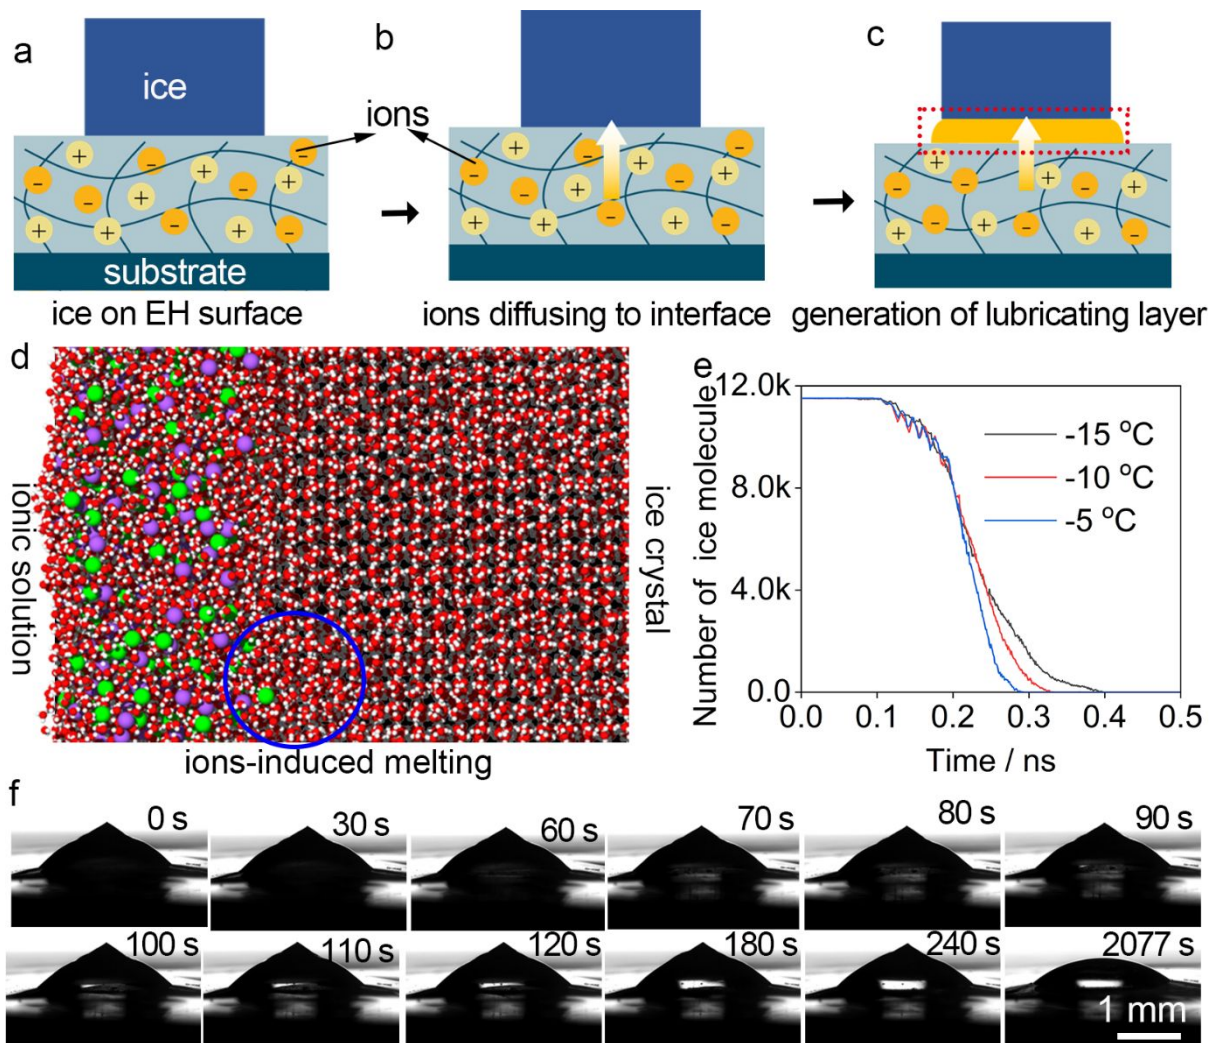 a
ice
ions
+
-
substrate
ice on EH surface
b
ions diffusing to interface
c
generation of lubricating layer
d
ionic solution
ice crystal
ions-induced melting
e
Number of ice molecule
12.0k
8.0k
4.0k
0.0
-15 °C
-10 °C
-5 °C
0.0 0.1 0.2 0.3 0.4 0.5
Time / ns
f
0 s 30 s 60 s 70 s 80 s 90 s
100 s 110 s 120 s 180 s 240 s 2077 s
1 mm